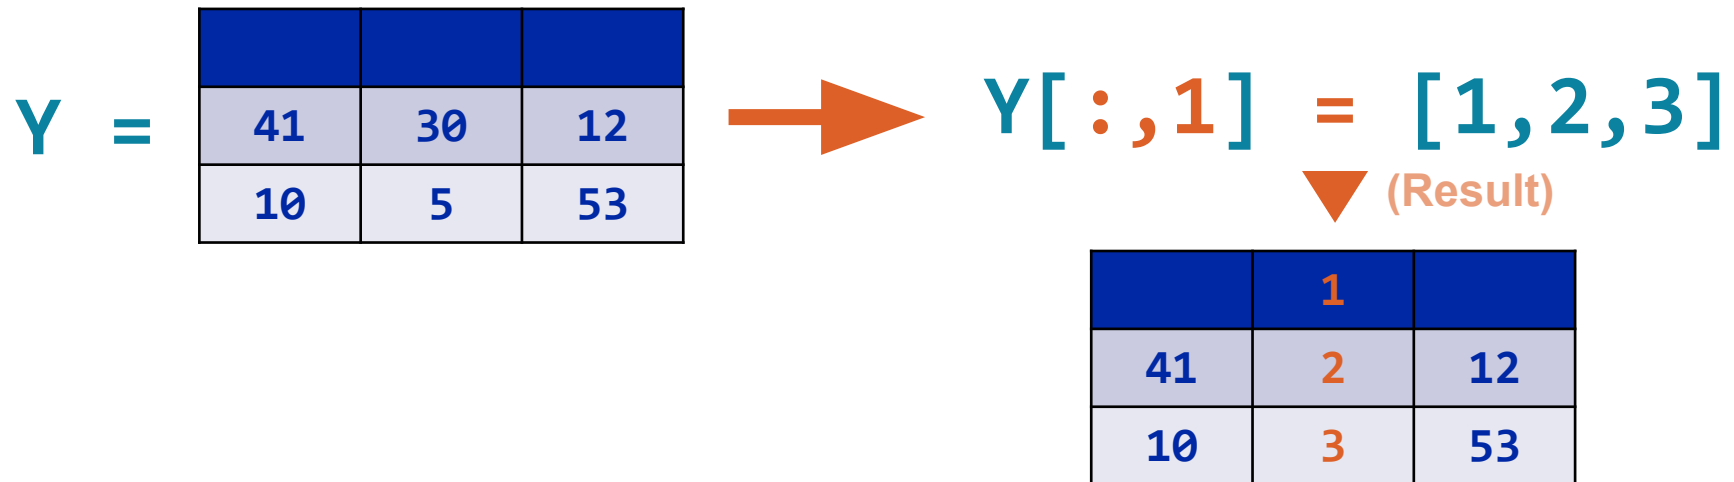 Y =
41 30 12
10 5 53
Y[:,1] = [1,2,3]
(Result)
1
41 2 12
10 3 53